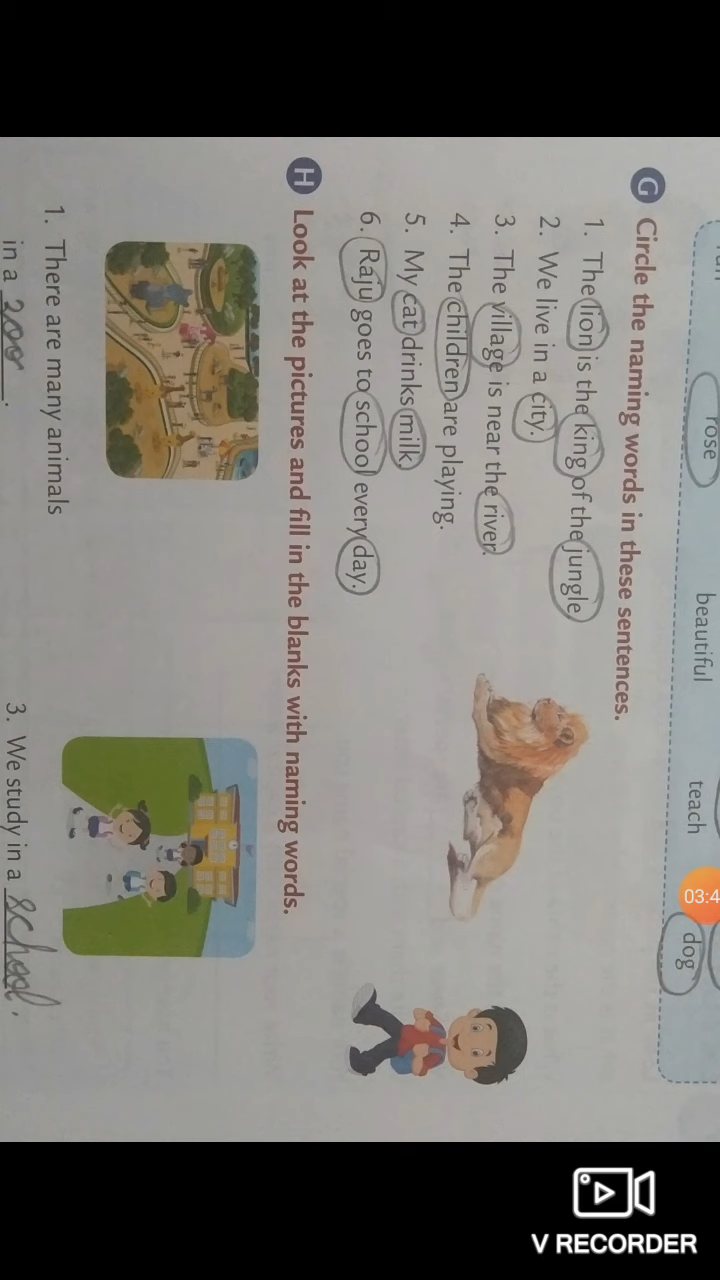 rose beautiful teach dog
G Circle the naming words in these sentences.
1. The lion is the king of the jungle.
2. We live in a city.
3. The village is near the river.
4. The children are playing.
5. My cat drinks milk.
6. Raju goes to school every day.
H Look at the pictures and fill in the blanks with naming words.
1. There are many animals
in a zoo.
3. We study in a school.
03:4
V RECORDER